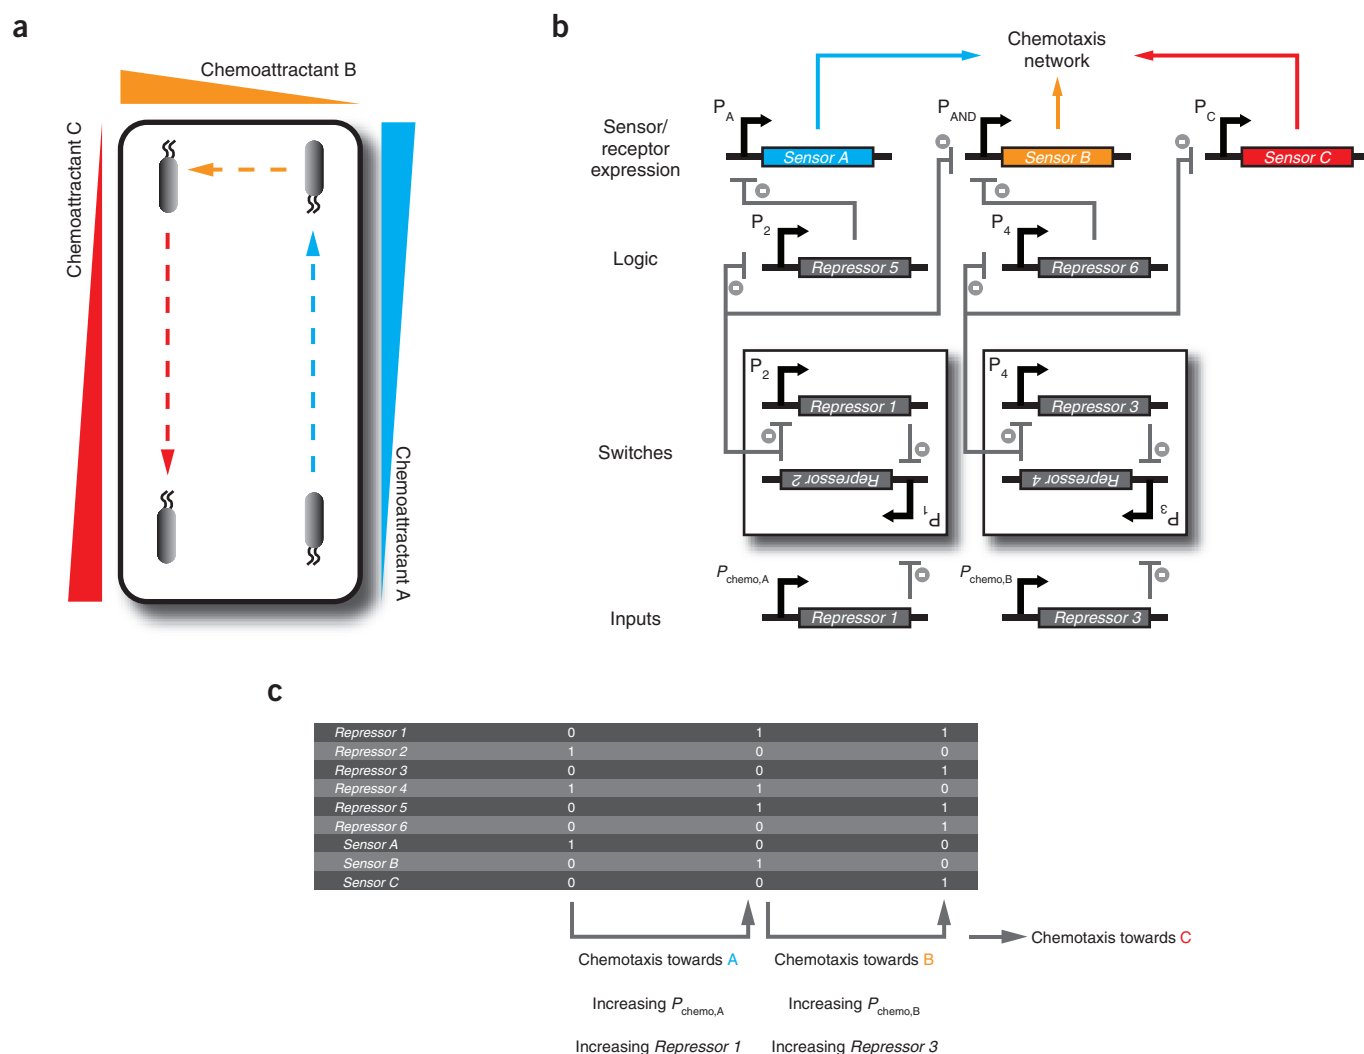 a
Chemoattractant B
Chemoattractant C
Chemoattractant A
b
Chemotaxis
network
Sensor/
receptor
expression
P A
Sensor A
P AND
Sensor B
P C
Sensor C
Logic
P 2
Repressor 5
P 4
Repressor 6
Switches
P 2
Repressor 1
Repressor 2
P 1
P 4
Repressor 3
Repressor 4
P 3
Inputs
P chemo,A
Repressor 1
P chemo,B
Repressor 3
c
Repressor 1 0 1 1
Repressor 2 1 0 0
Repressor 3 0 0 1
Repressor 4 1 1 0
Repressor 5 0 1 1
Repressor 6 0 0 1
Sensor A 1 0 0
Sensor B 0 1 0
Sensor C 0 0 1
Chemotaxis towards A
Chemotaxis towards B
Chemotaxis towards C
Increasing P chemo,A
Increasing P chemo,B
Increasing Repressor 1
Increasing Repressor 3